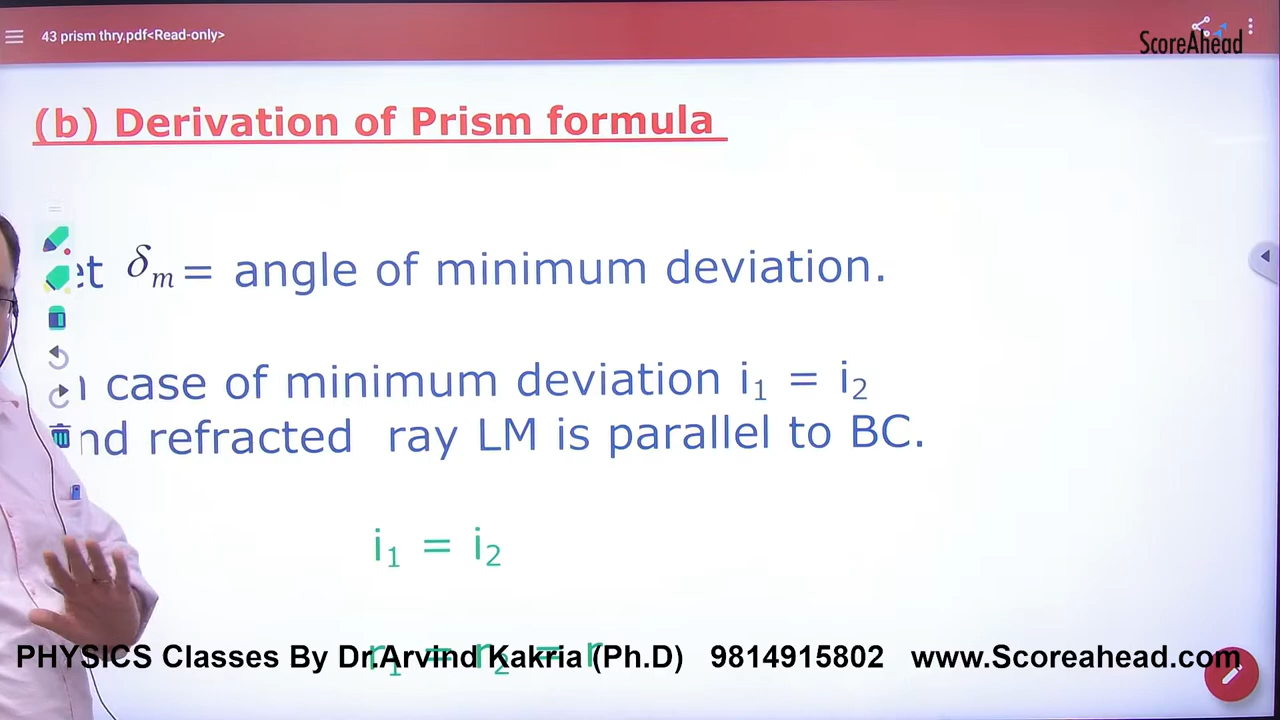 43 prism thry.pdf<Read-only>
ScoreAhead
(b) Derivation of Prism formula
et δm = angle of minimum deviation.
case of minimum deviation i₁ = i₂
nd refracted ray LM is parallel to BC.
i₁ = i₂
r₁ = r₂ = r
PHYSICS Classes By Dr.Arvind Kakria (Ph.D) 9814915802 www.Scoreahead.com